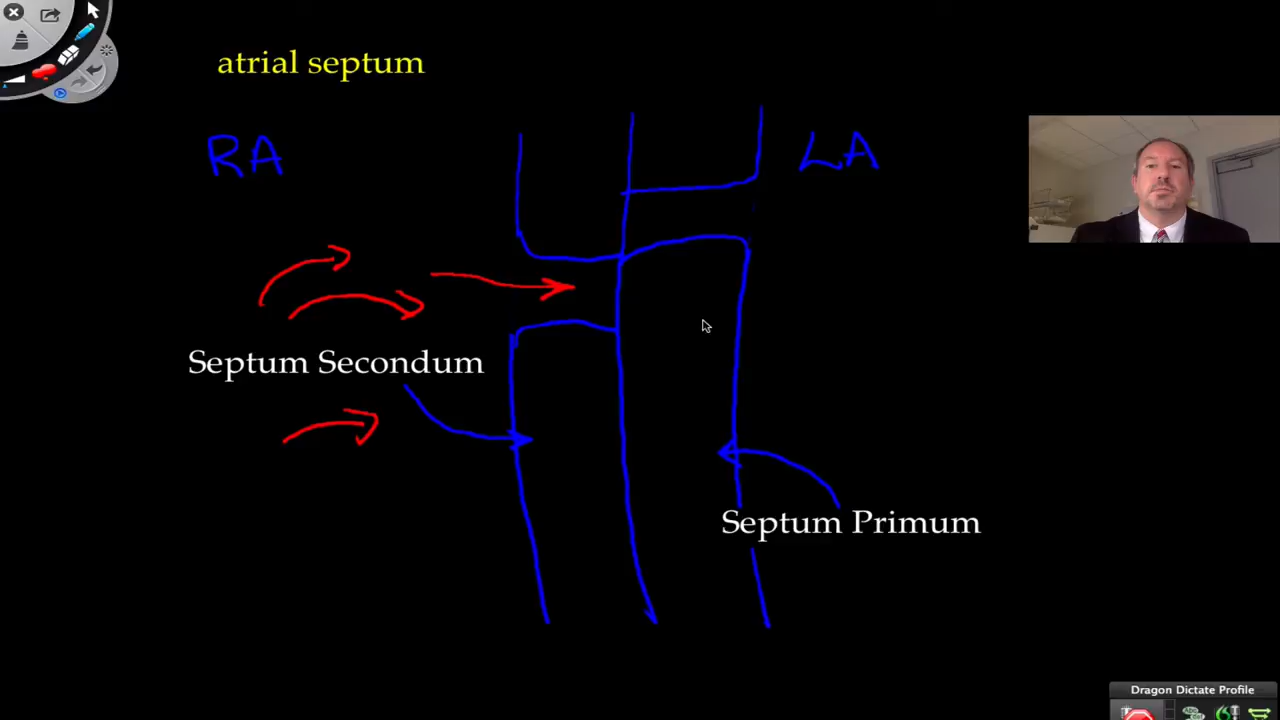 atrial septum
RA
LA
Septum Secondum
Septum Primum
Dragon Dictate Profile